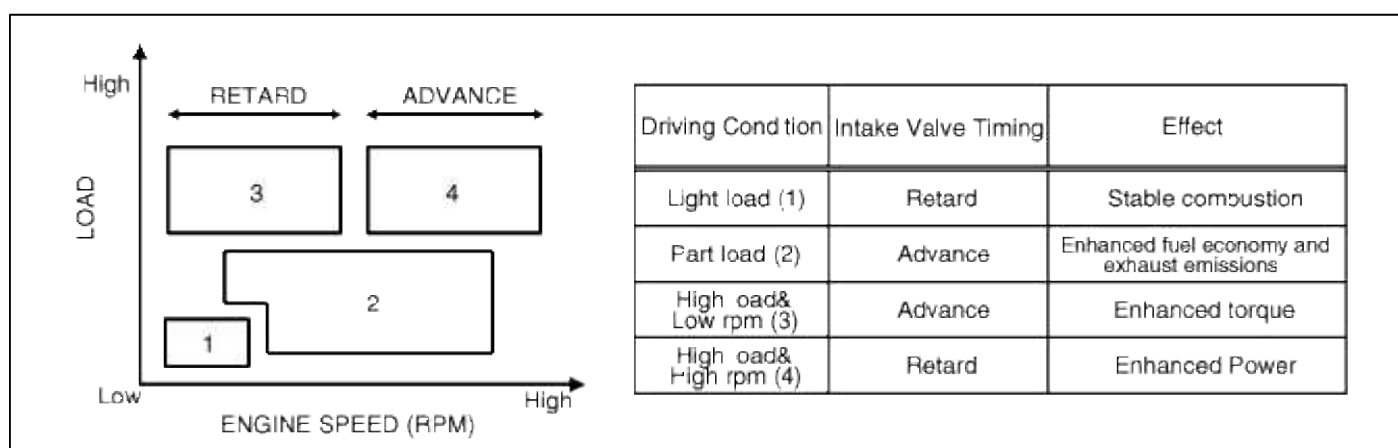 High
RETARD
ADVANCE
3
4
LOAD
2
1
Low
High
ENGINE SPEED (RPM)
Driving Condition
Intake Valve Timing
Effect
Light load (1)
Retard
Stable combustion
Part load (2)
Advance
Enhanced fuel economy and
exhaust emissions
High oad&
Low rpm (3)
Advance
Enhanced torque
High oad&
High rpm (4)
Retard
Enhanced Power